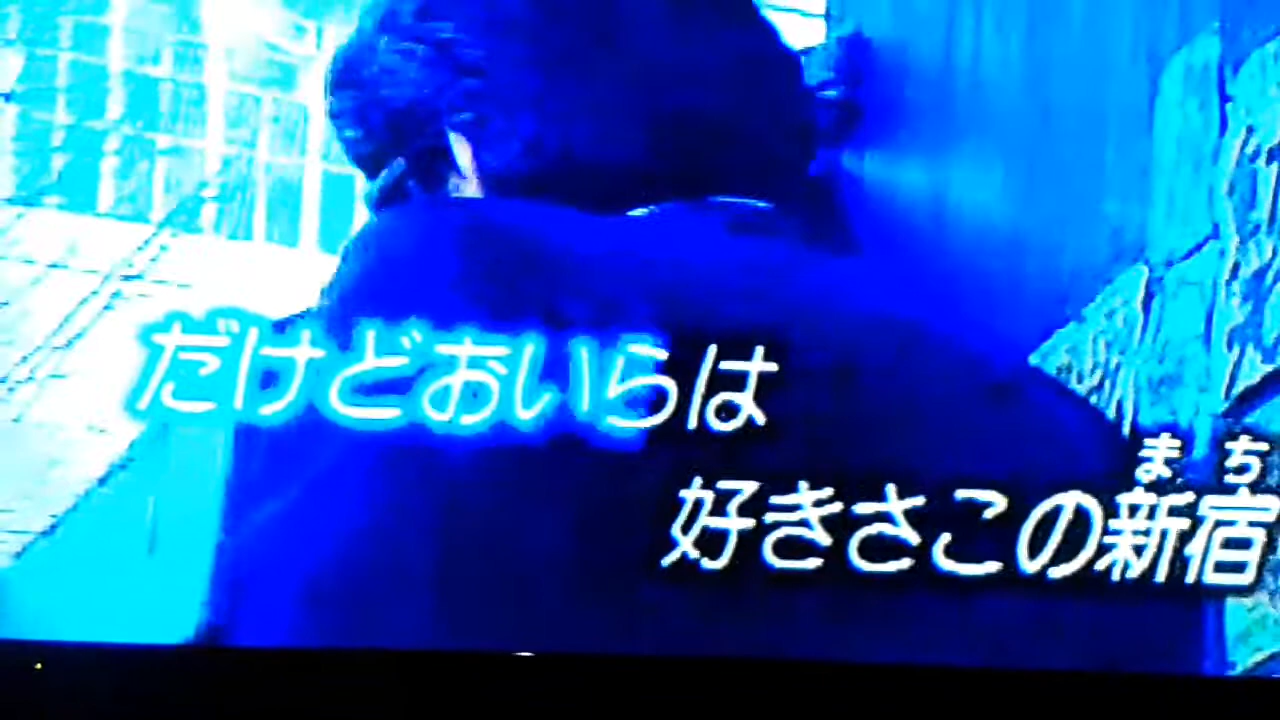 だけどおいらは
まち
好きさこの新宿